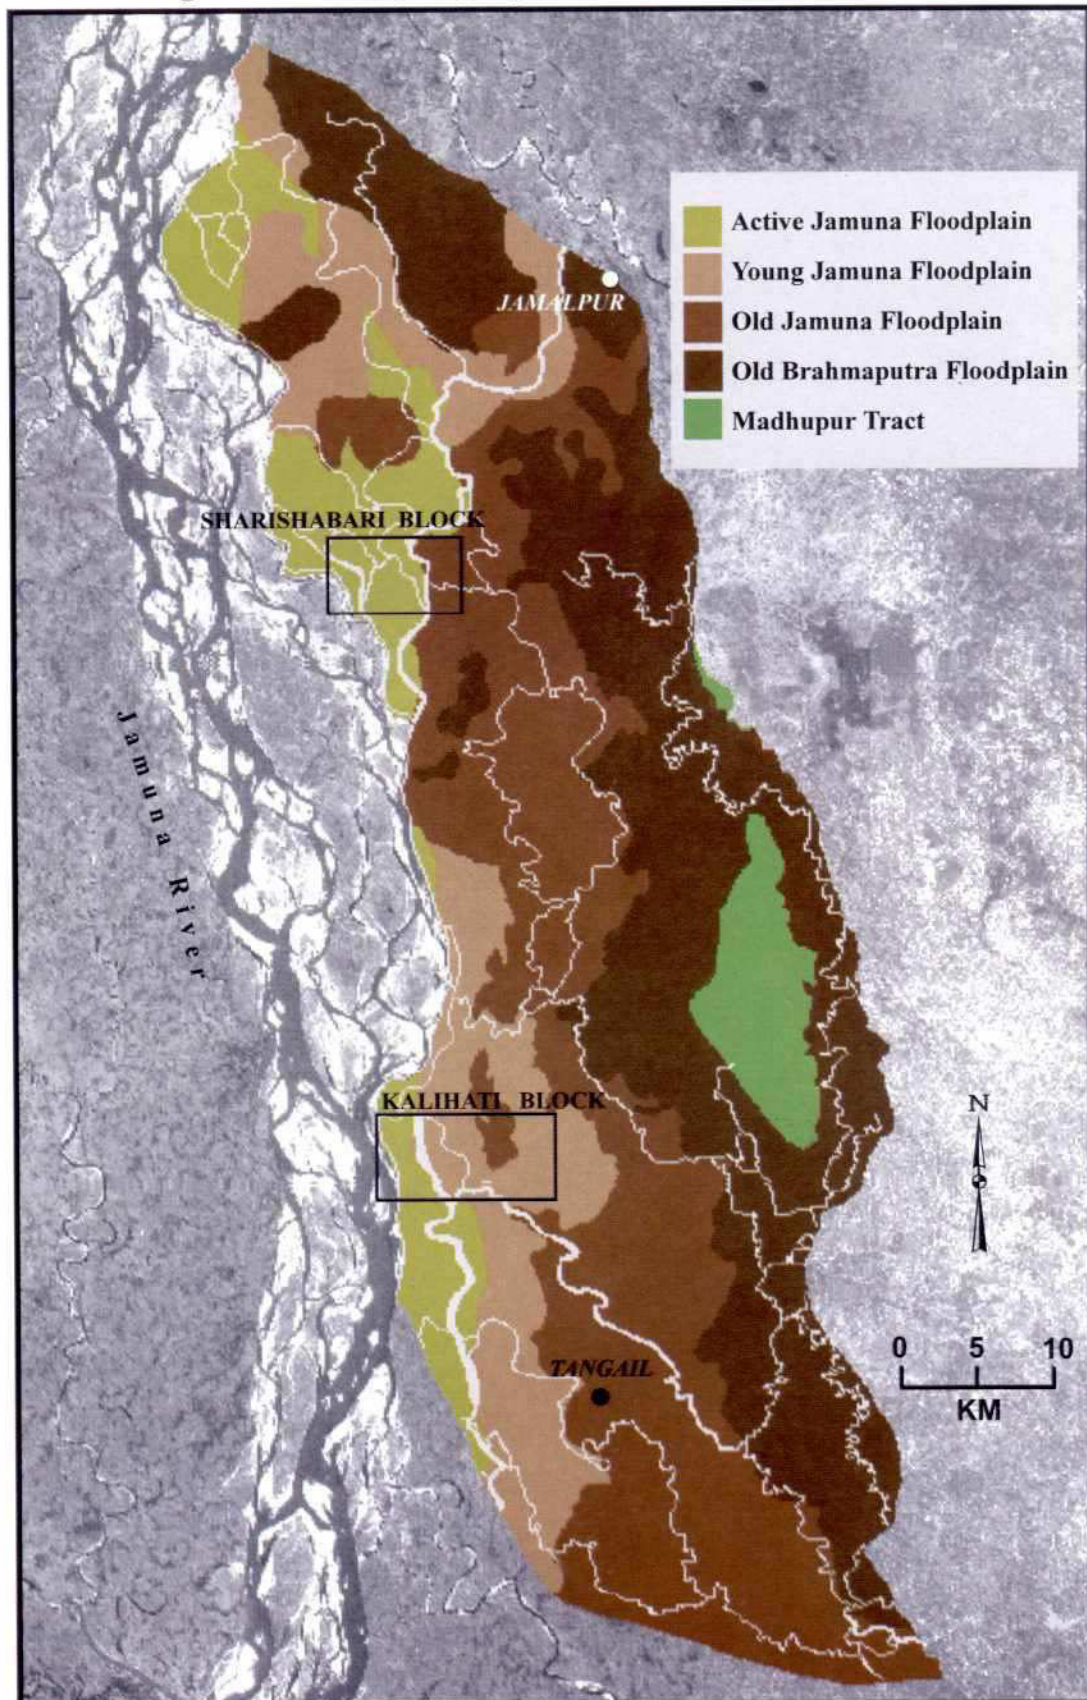 Active Jamuna Floodplain
Young Jamuna Floodplain
JAMALPUR
Old Jamuna Floodplain
Old Brahmaputra Floodplain
Madhupur Tract
SHARISHABARI BLOCK
Jamuna River
KALIHATI BLOCK
N
0 5 10
KM
TANGAIL